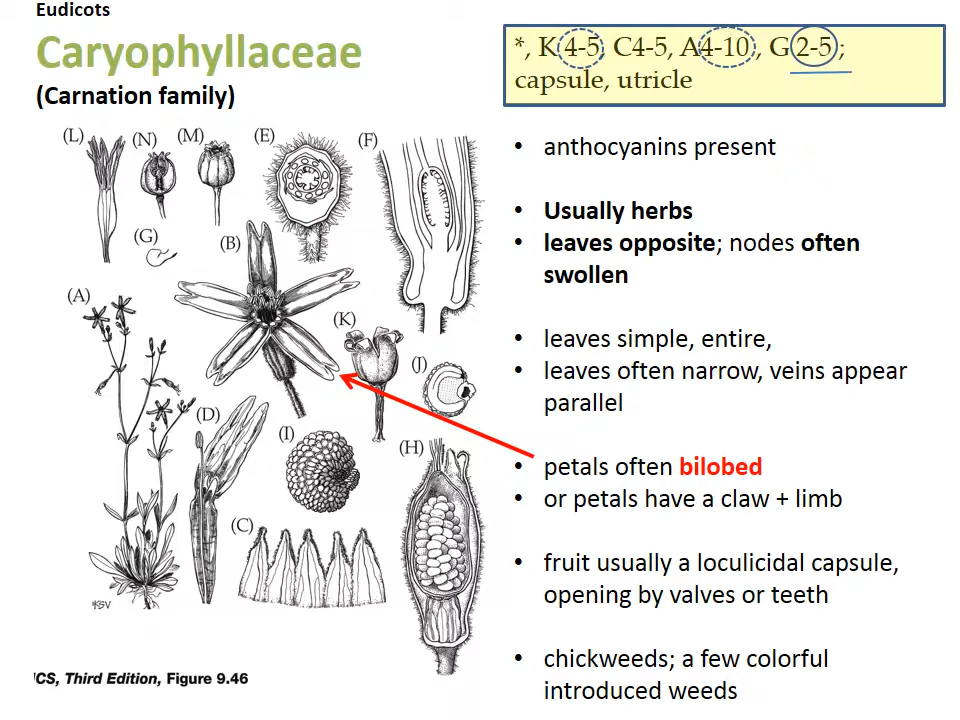 Eudicots
Caryophyllaceae
(Carnation family)
*, K 4-5, C4-5, A4-10, G 2-5;
capsule, utricle
(L)
(N)
(M)
(E)
(F)
(G)
(B)
(A)
(K)
(J)
(D)
(I)
(H)
(C)
KSV
JCS, Third Edition, Figure 9.46
• anthocyanins present
• Usually herbs
• leaves opposite; nodes often
swollen
• leaves simple, entire,
• leaves often narrow, veins appear
parallel
• petals often bilobed
• or petals have a claw + limb
• fruit usually a loculicidal capsule,
opening by valves or teeth
• chickweeds; a few colorful
introduced weeds